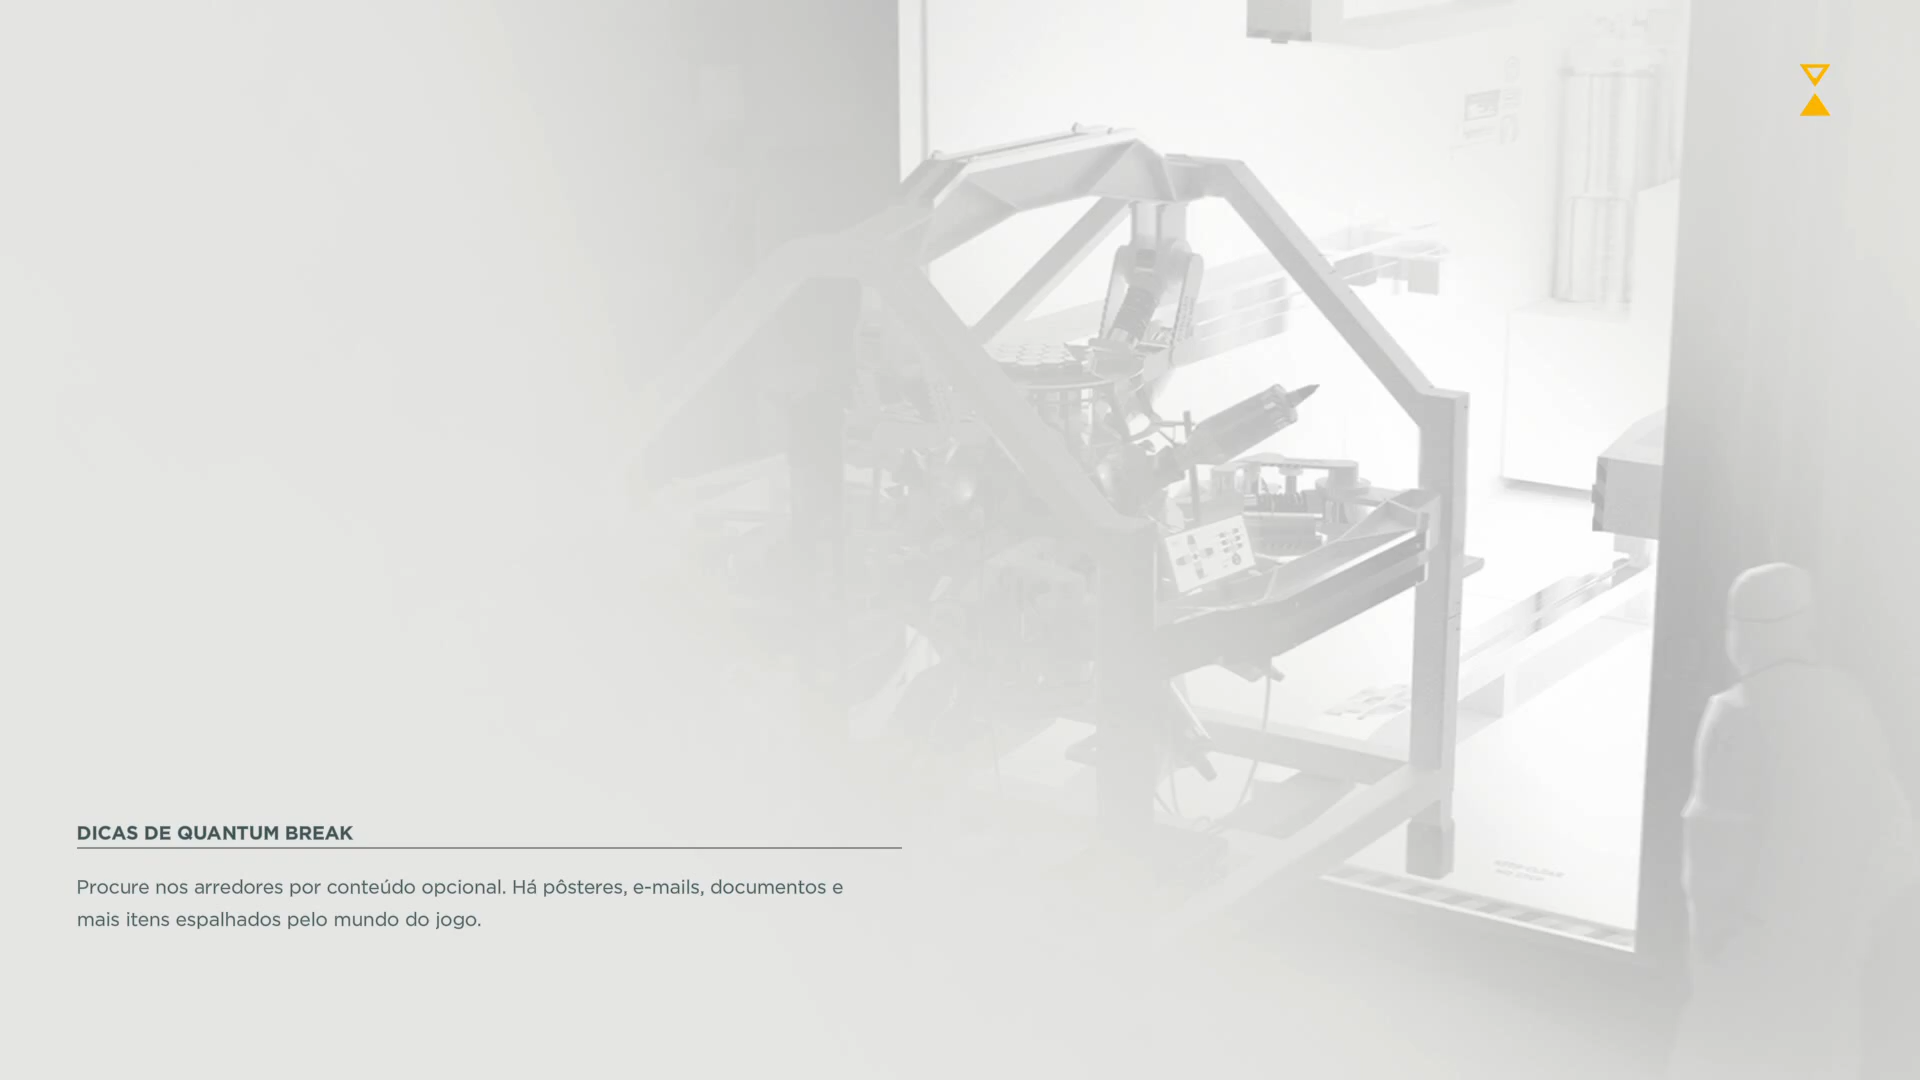 DICAS DE QUANTUM BREAK
Procure nos arredores por conteúdo opcional. Há pôsteres, e-mails, documentos e
mais itens espalhados pelo mundo do jogo.